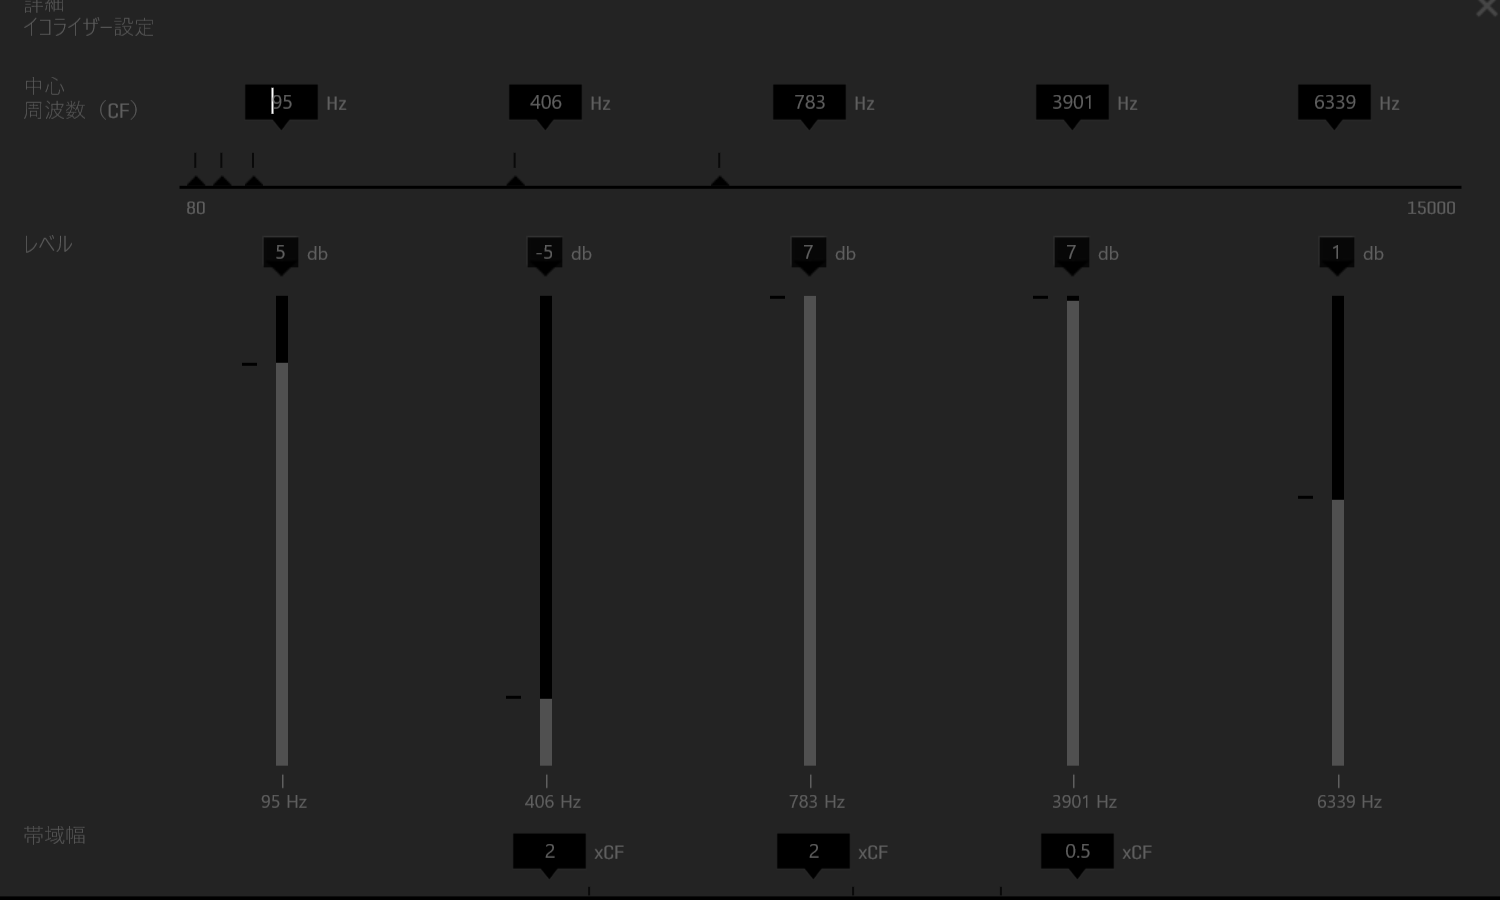 詳細
イコライザー設定
中心
周波数（CF）
95 Hz 406 Hz 783 Hz 3901 Hz 6339 Hz
80 15000
レベル
5 db -5 db 7 db 7 db 1 db
95 Hz 406 Hz 783 Hz 3901 Hz 6339 Hz
帯域幅
2 xCF 2 xCF 0.5 xCF